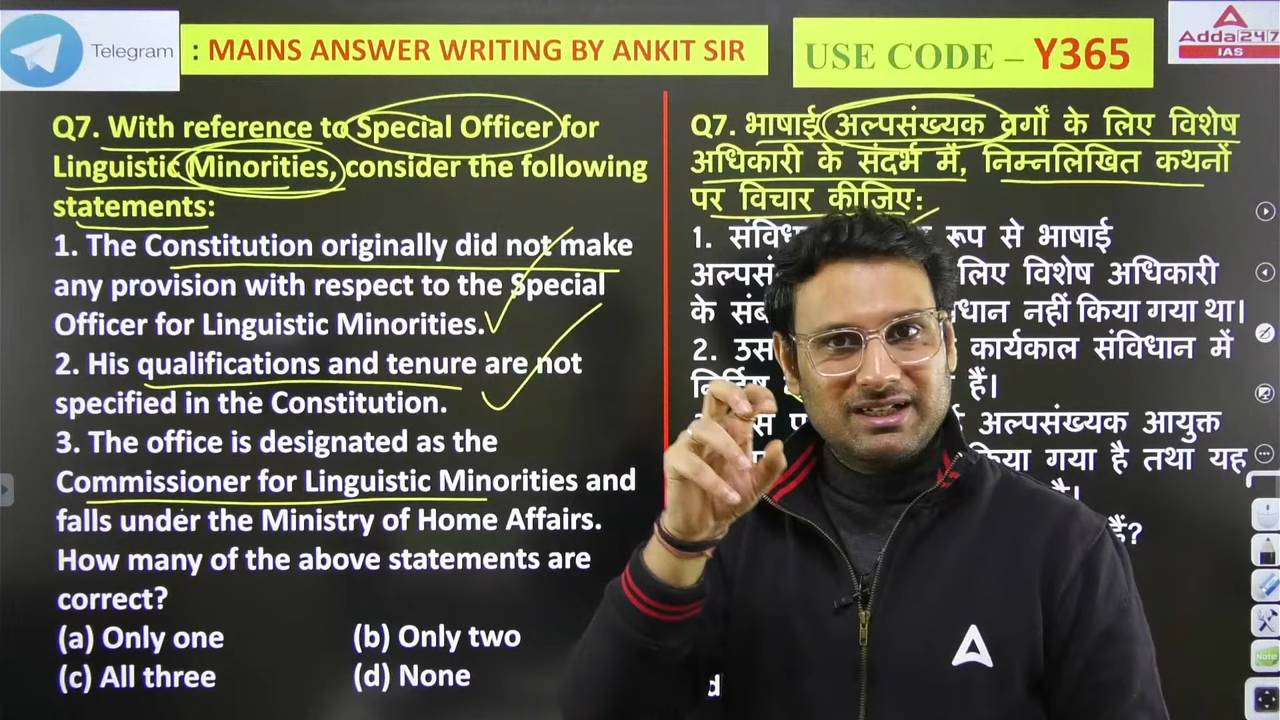 Telegram
: MAINS ANSWER WRITING BY ANKIT SIR
USE CODE – Y365
Adda247
IAS
Q7. With reference to Special Officer for
Linguistic Minorities, consider the following
statements:
1. The Constitution originally did not make
any provision with respect to the Special
Officer for Linguistic Minorities.
2. His qualifications and tenure are not
specified in the Constitution.
3. The office is designated as the
Commissioner for Linguistic Minorities and
falls under the Ministry of Home Affairs.
How many of the above statements are
correct?
(a) Only one (b) Only two
(c) All three (d) None
Q7. भाषाई अल्पसंख्यक वर्गों के लिए विशेष
अधिकारी के संदर्भ में, निम्नलिखित कथनों
पर विचार कीजिए:
1. रूप से भाषाई
लिए विशेष अधिकारी
के नहीं किया गया था।
2. कार्यकाल संविधान में
हैं।
अल्पसंख्यक आयुक्त
गया है तथा यह
है।
हैं?
d
Note